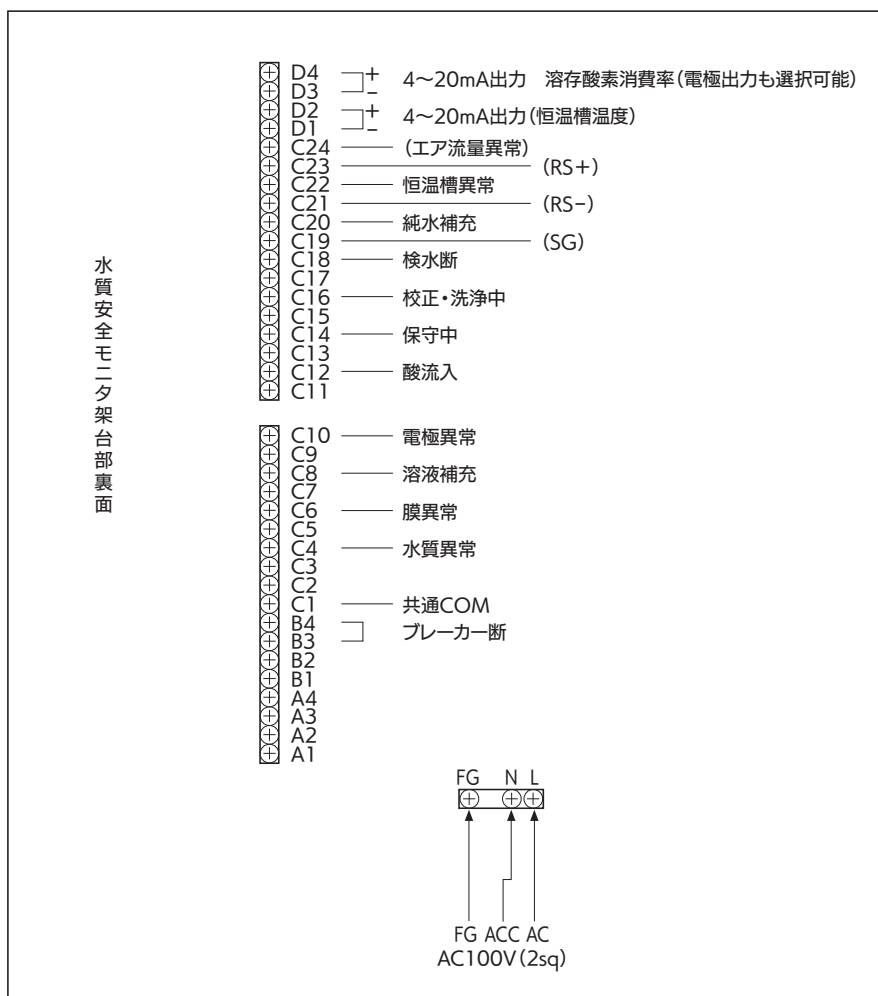 水質安全モニタ架台部裏面
D4 + 4～20mA出力 溶存酸素消費率(電極出力も選択可能)
D3 −
D2 + 4～20mA出力(恒温槽温度)
D1 −
C24 (エア流量異常)
C23 (RS+)
C22 恒温槽異常
C21 (RS−)
C20 純水補充
C19 (SG)
C18 検水断
C17
C16 校正・洗浄中
C15
C14 保守中
C13
C12 酸流入
C11
C10 電極異常
C9
C8 溶液補充
C7
C6 膜異常
C5
C4 水質異常
C3
C2
C1 共通COM
B4 ブレーカー断
B3
B2
B1
A4
A3
A2
A1
FG N L
FG ACC AC
AC100V(2sq)